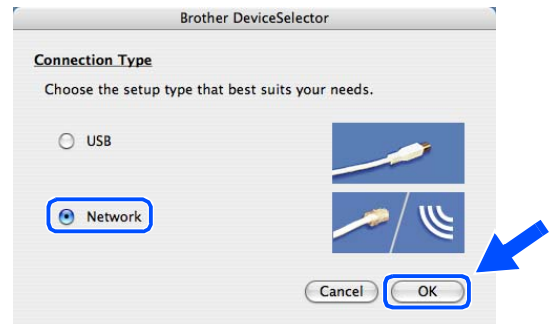 Brother DeviceSelector
Connection Type
Choose the setup type that best suits your needs.
USB
Network
Cancel
OK